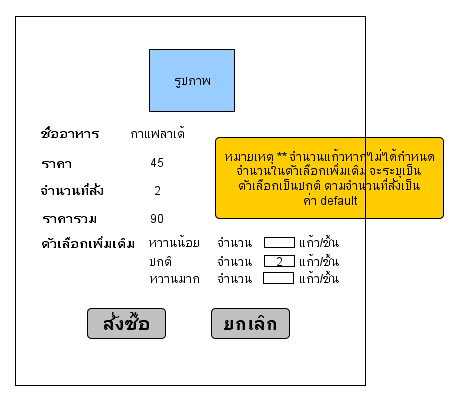 รูปภาพ
ชื่ออาหาร กาแฟลาเต้
ราคา 45
จำนวนที่สั่ง 2
ราคารวม 90
หมายเหตุ ** จำนวนแก้วหากไม่ได้กำหนด
จำนวนในตัวเลือกเพิ่มเติม จะระบุเป็น
ตัวเลือกเป็นปกติ ตามจำนวนที่สั่งเป็น
ค่า default
ตัวเลือกเพิ่มเติม หวานน้อย จำนวน แก้ว/ชิ้น
ปกติ จำนวน 2 แก้ว/ชิ้น
หวานมาก จำนวน แก้ว/ชิ้น
สั่งซื้อ ยกเลิก